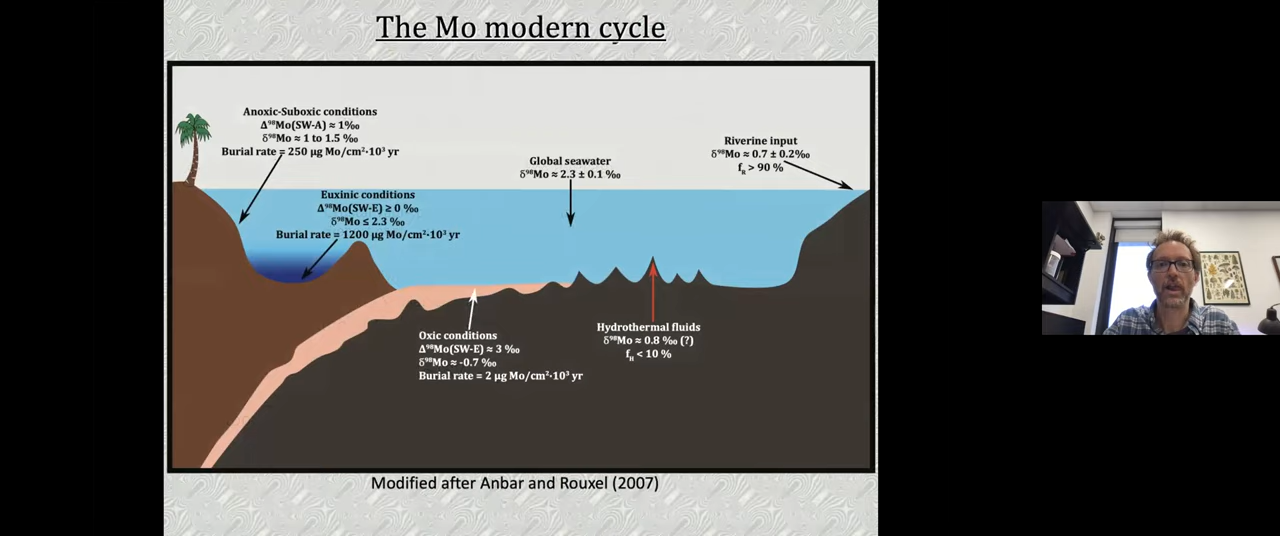 The Mo modern cycle
Anoxic-Suboxic conditions
Δ⁹⁸Mo(SW-A) ≈ 1‰
δ⁹⁸Mo ≈ 1 to 1.5 ‰
Burial rate = 250 µg Mo/cm²·10³ yr
Euxinic conditions
Δ⁹⁸Mo(SW-E) ≥ 0 ‰
δ⁹⁸Mo ≤ 2.3 ‰
Burial rate = 1200 µg Mo/cm²·10³ yr
Global seawater
δ⁹⁸Mo ≈ 2.3 ± 0.1 ‰
Riverine input
δ⁹⁸Mo ≈ 0.7 ± 0.2‰
f_R > 90 %
Oxic conditions
Δ⁹⁸Mo(SW-E) ≈ 3 ‰
δ⁹⁸Mo ≈ -0.7 ‰
Burial rate = 2 µg Mo/cm²·10³ yr
Hydrothermal fluids
δ⁹⁸Mo ≈ 0.8 ‰ (?)
f_H < 10 %
Modified after Anbar and Rouxel (2007)